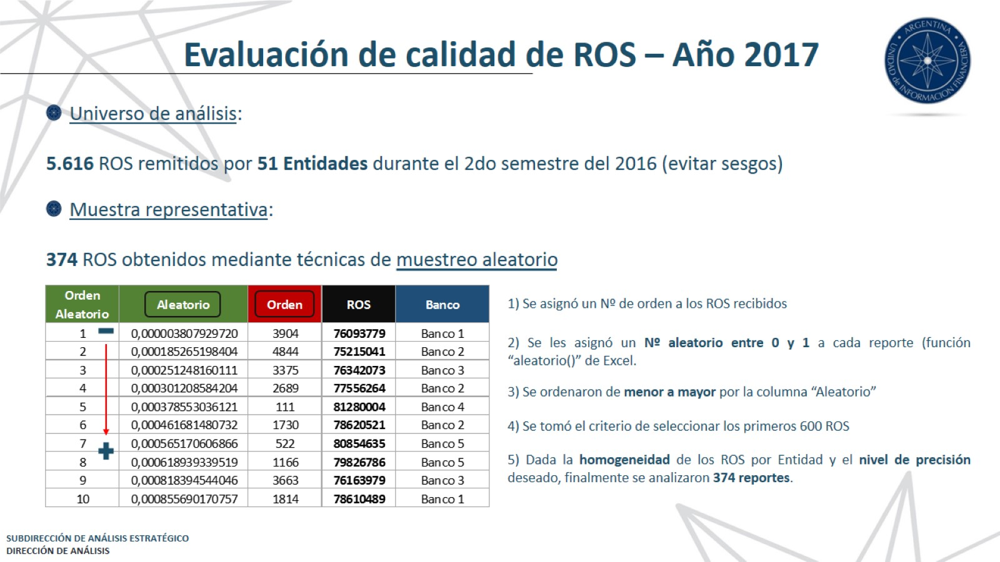 Evaluación de calidad de ROS – Año 2017
ARGENTINA
UNIDAD de INFORMACION FINANCIERA
Universo de análisis:
5.616 ROS remitidos por 51 Entidades durante el 2do semestre del 2016 (evitar sesgos)
Muestra representativa:
374 ROS obtenidos mediante técnicas de muestreo aleatorio
Orden Aleatorio Aleatorio Orden ROS Banco
1 0,000003807929720 3904 76093779 Banco 1
2 0,000185265198404 4844 75215041 Banco 2
3 0,000251248160111 3375 76342073 Banco 3
4 0,000301208584204 2689 77556264 Banco 2
5 0,000378553036121 111 81280004 Banco 4
6 0,000461681480732 1730 78620521 Banco 2
7 0,000565170606866 522 80854635 Banco 5
8 0,000618939339519 1166 79826786 Banco 5
9 0,000818394544046 3663 76163979 Banco 3
10 0,000855690170757 1814 78610489 Banco 1
1) Se asignó un Nº de orden a los ROS recibidos
2) Se les asignó un Nº aleatorio entre 0 y 1 a cada reporte (función
“aleatorio()” de Excel.
3) Se ordenaron de menor a mayor por la columna “Aleatorio”
4) Se tomó el criterio de seleccionar los primeros 600 ROS
5) Dada la homogeneidad de los ROS por Entidad y el nivel de precisión
deseado, finalmente se analizaron 374 reportes.
SUBDIRECCIÓN DE ANÁLISIS ESTRATÉGICO
DIRECCIÓN DE ANÁLISIS